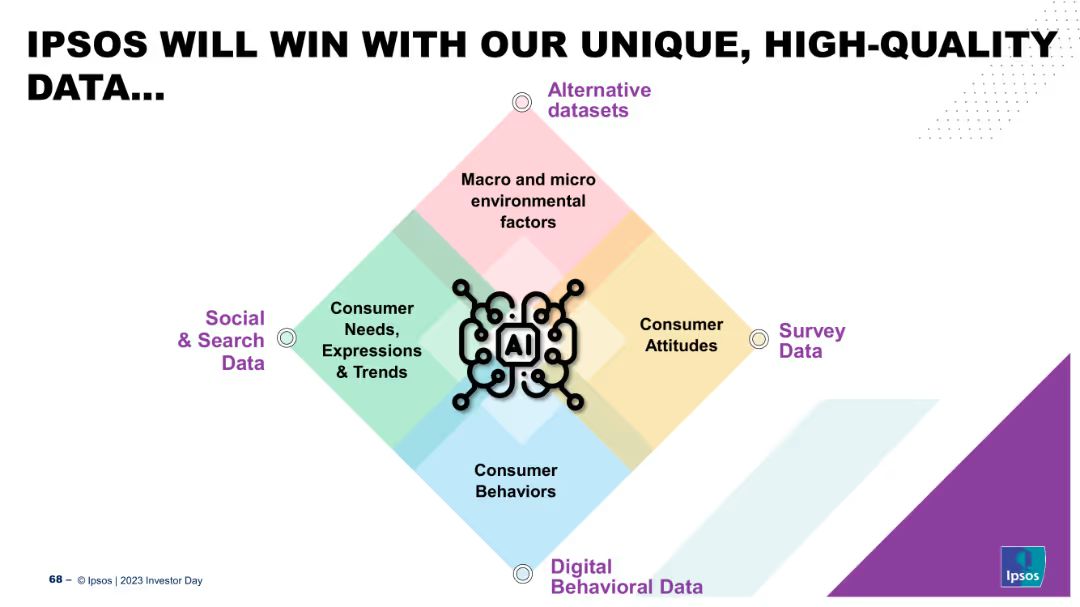 IPSOS WILL WIN WITH OUR UNIQUE, HIGH-QUALITY
DATA...
Alternative
datasets
Macro and micro
environmental
factors
Social
& Search
Data
Consumer
Needs,
Expressions
& Trends
AI
Consumer
Attitudes
Survey
Data
Consumer
Behaviors
Digital
Behavioral Data
68 – © Ipsos | 2023 Investor Day
Ipsos